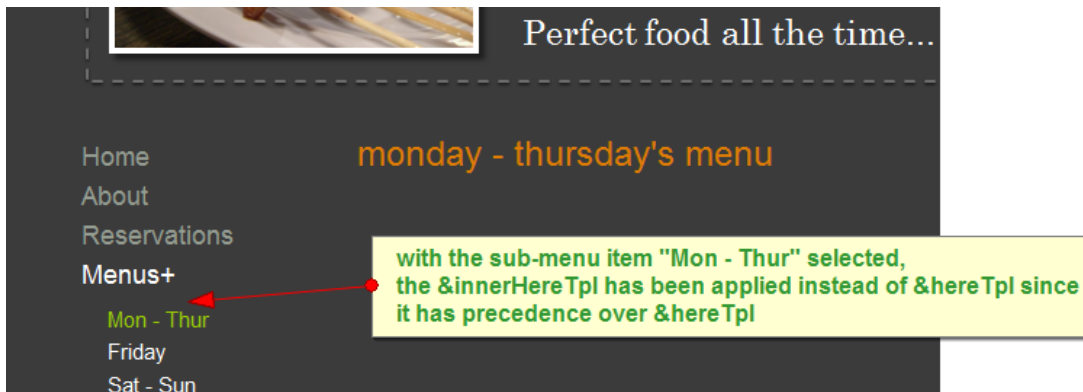 Perfect food all the time...
Home
monday - thursday's menu
About
Reservations
Menus+
with the sub-menu item "Mon - Thur" selected,
the &innerHereTpl has been applied instead of &hereTpl since
it has precedence over &hereTpl
Mon - Thur
Friday
Sat - Sun